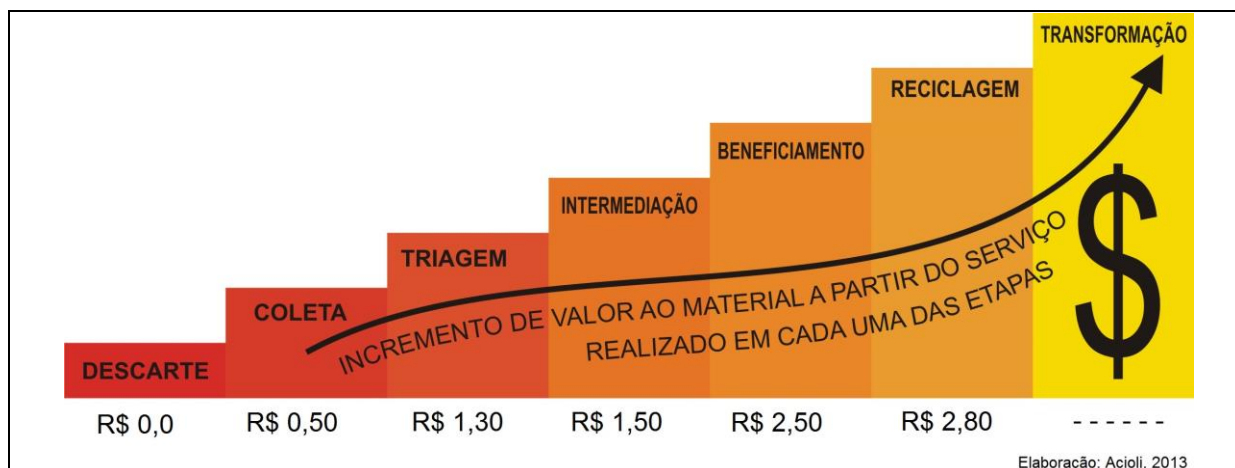 TRANSFORMAÇÃO
RECICLAGEM
BENEFICIAMENTO
INTERMEDIAÇÃO
TRIAGEM
COLETA
DESCARTE
INCREMENTO DE VALOR AO MATERIAL A PARTIR DO SERVIÇO
REALIZADO EM CADA UMA DAS ETAPAS
$
R$ 0,0 R$ 0,50 R$ 1,30 R$ 1,50 R$ 2,50 R$ 2,80 - - - - - -
Elaboração: Acioli, 2013